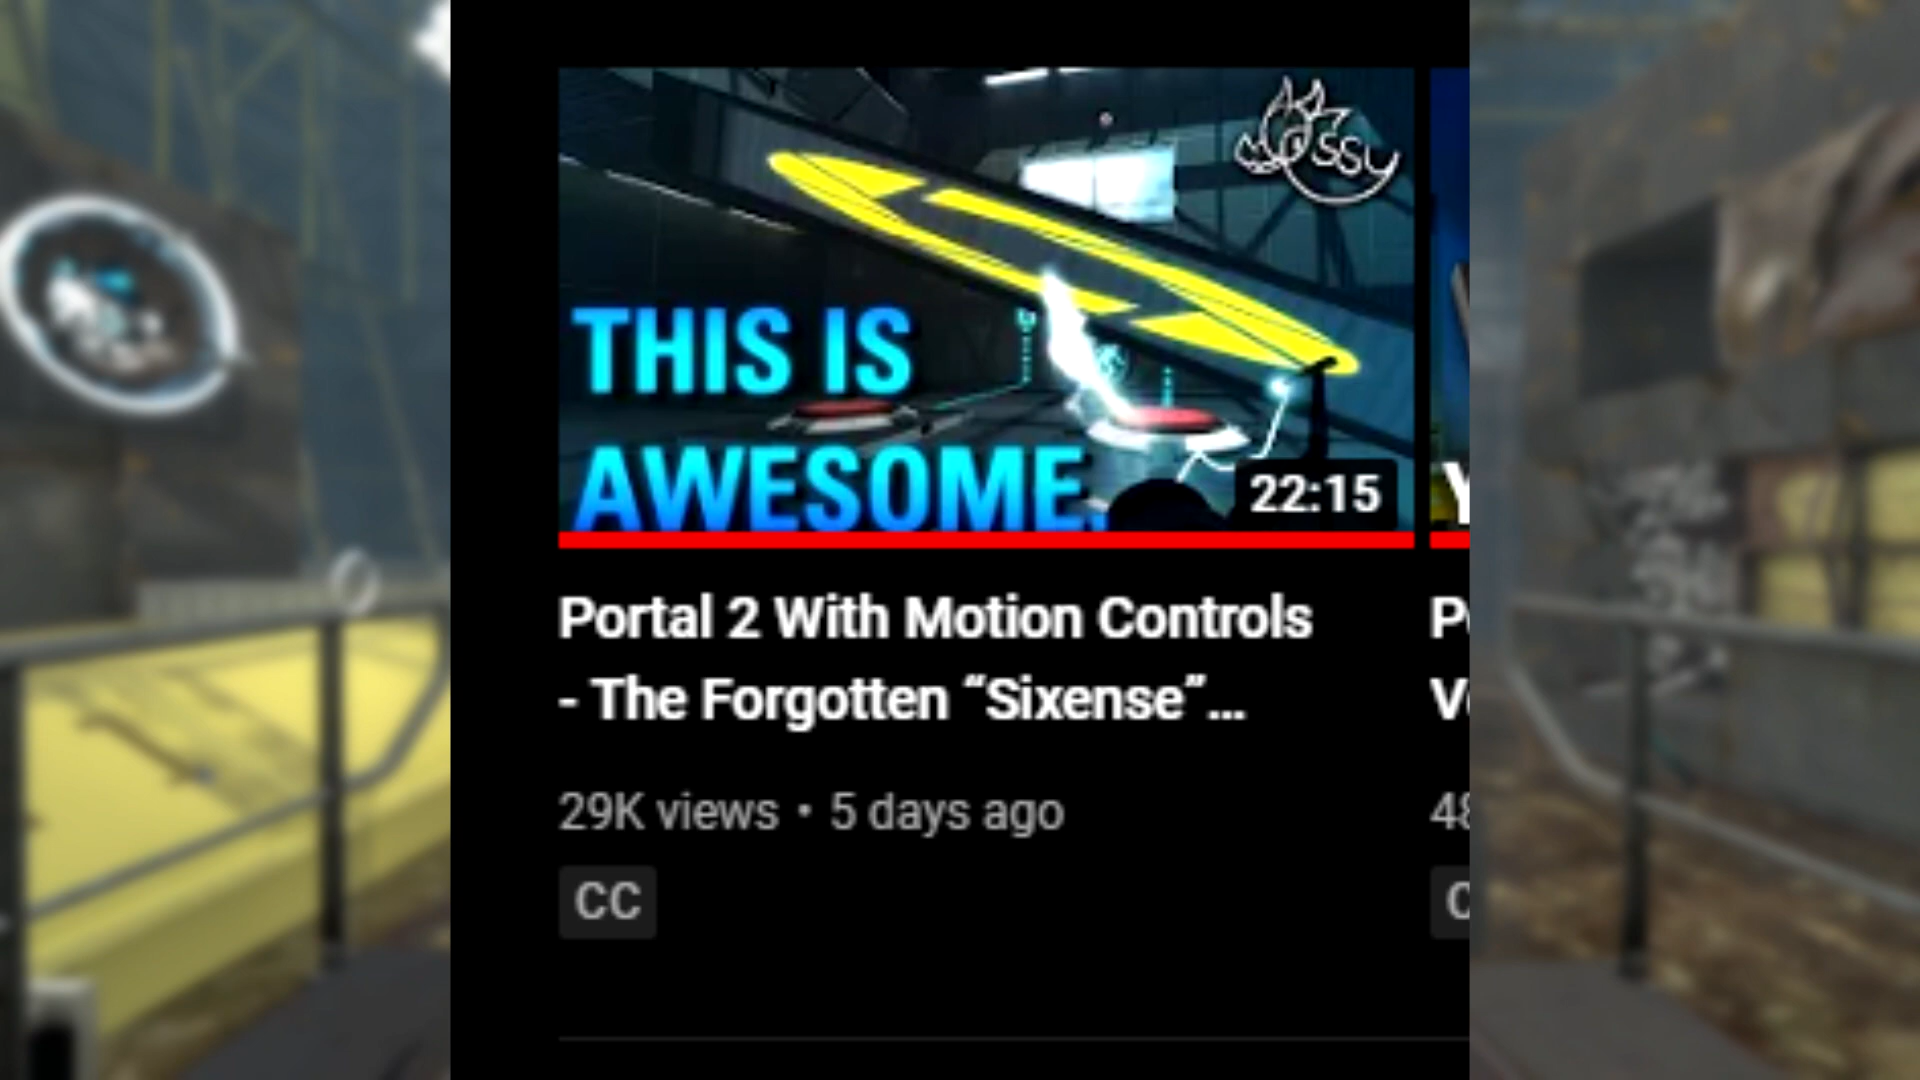 Mossy
THIS IS
AWESOME.
22:15
Portal 2 With Motion Controls
- The Forgotten “Sixense”...
29K views • 5 days ago
CC